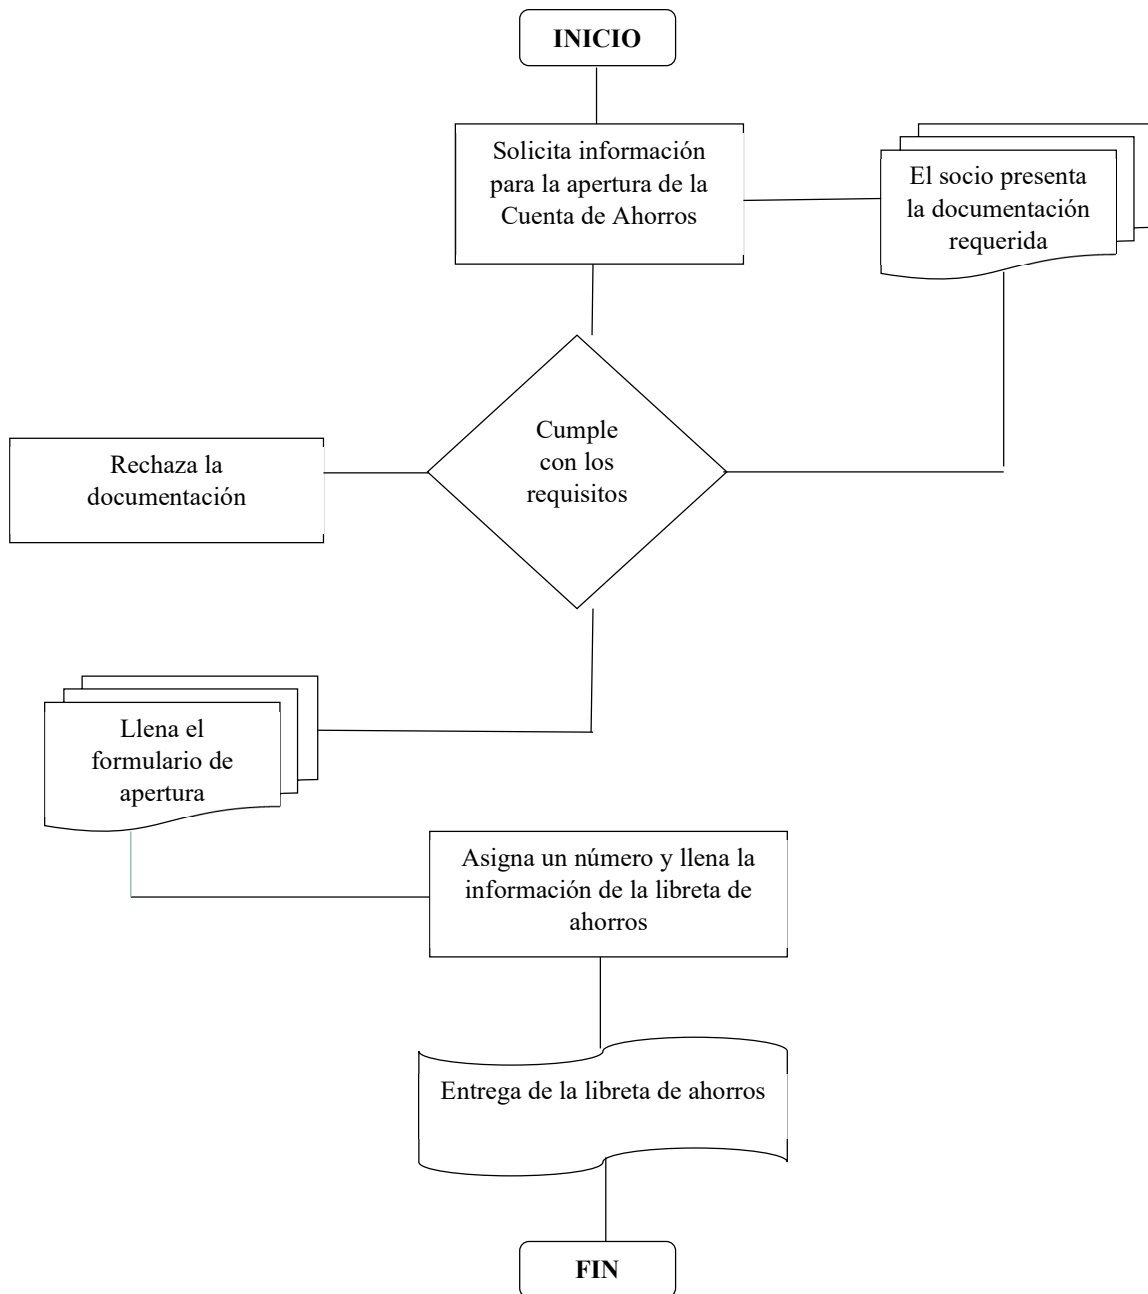 INICIO
Solicita información
para la apertura de la
Cuenta de Ahorros
El socio presenta
la documentación
requerida
Cumple
con los
requisitos
Rechaza la
documentación
Llena el
formulario de
apertura
Asigna un número y llena la
información de la libreta de
ahorros
Entrega de la libreta de ahorros
FIN